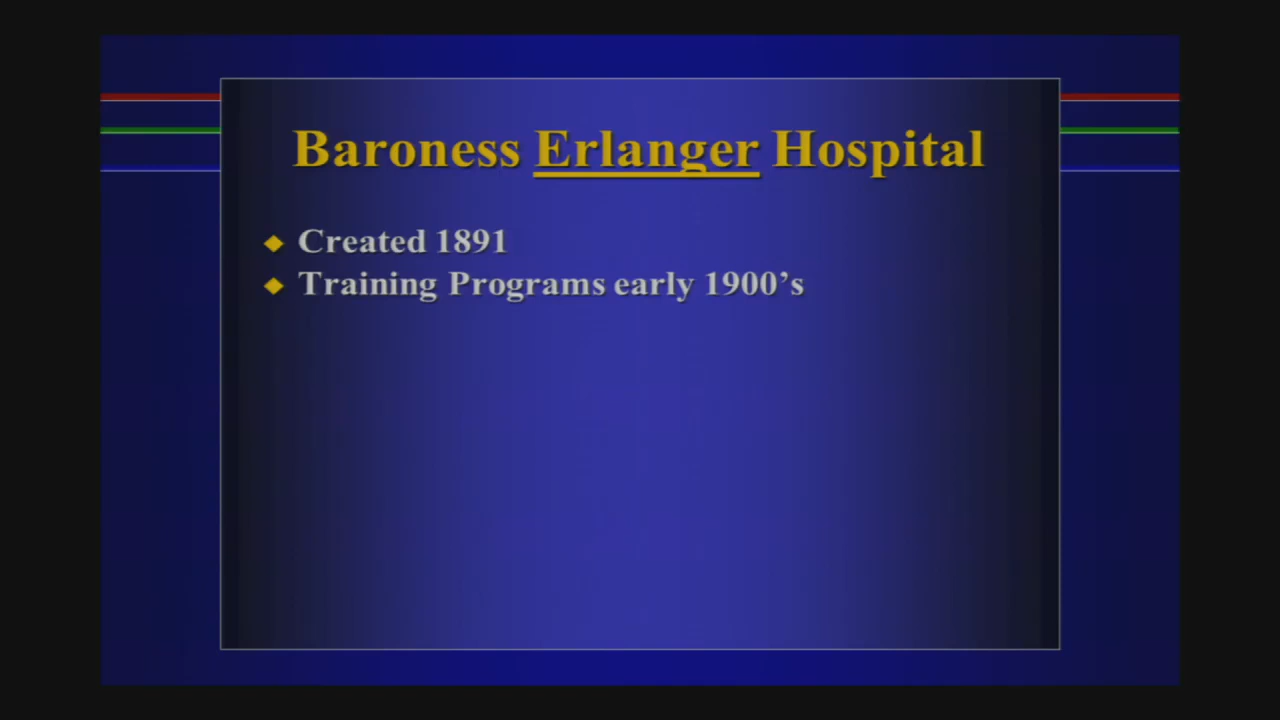 Baroness Erlanger Hospital
Created 1891
Training Programs early 1900’s